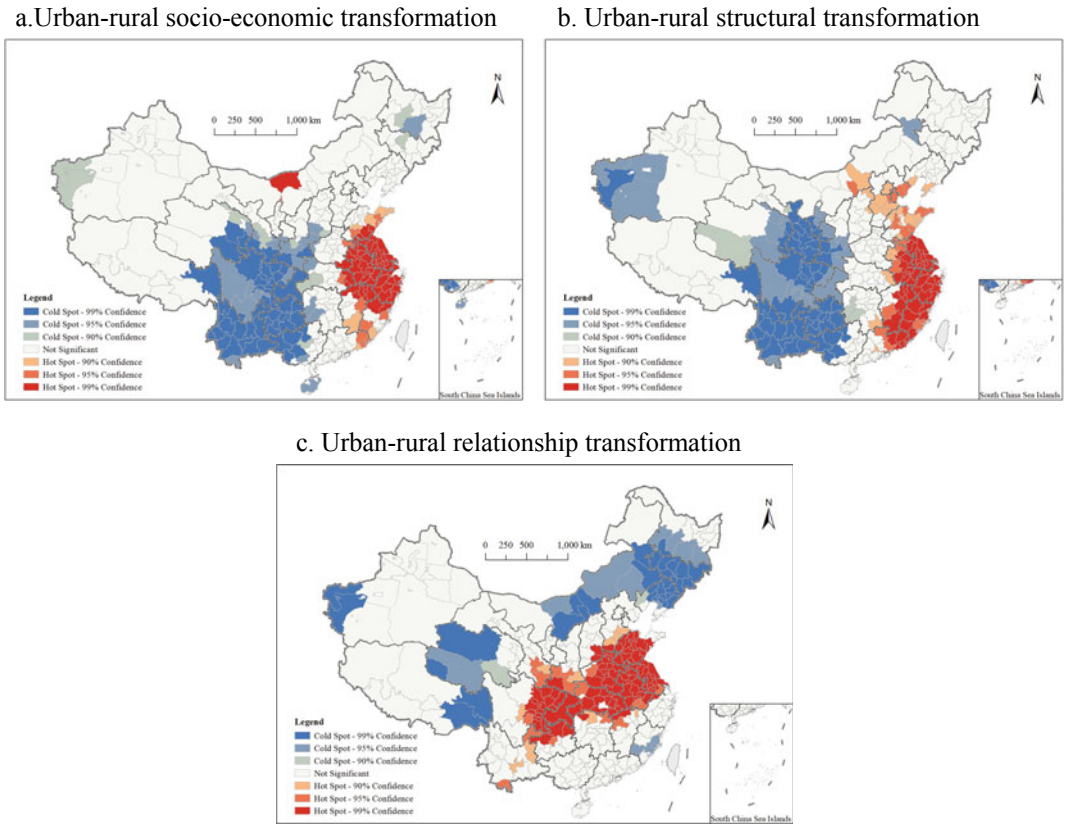 a.Urban-rural socio-economic transformation
N
0 250 500 1,000 km
Legend
Cold Spot - 99% Confidence
Cold Spot - 95% Confidence
Cold Spot - 90% Confidence
Not Significant
Hot Spot - 90% Confidence
Hot Spot - 95% Confidence
Hot Spot - 99% Confidence
South China Sea Islands
b. Urban-rural structural transformation
N
0 250 500 1,000 km
Legend
Cold Spot - 99% Confidence
Cold Spot - 95% Confidence
Cold Spot - 90% Confidence
Not Significant
Hot Spot - 90% Confidence
Hot Spot - 95% Confidence
Hot Spot - 99% Confidence
South China Sea Islands
c. Urban-rural relationship transformation
N
0 250 500 1,000 km
Legend
Cold Spot - 99% Confidence
Cold Spot - 95% Confidence
Cold Spot - 90% Confidence
Not Significant
Hot Spot - 90% Confidence
Hot Spot - 95% Confidence
Hot Spot - 99% Confidence
South China Sea Islands